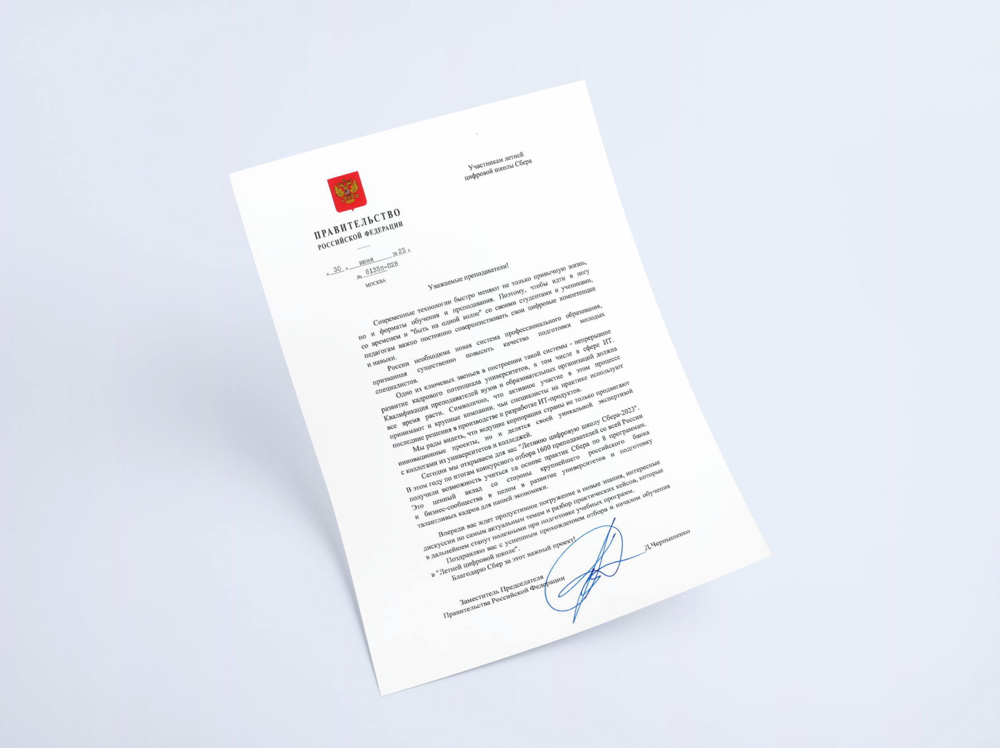 Участникам летней
цифровой школы Сбера
ПРАВИТЕЛЬСТВО
РОССИЙСКОЙ ФЕДЕРАЦИИ
« 30 » июня 2023 г.
№ 6135п-П28
МОСКВА
Уважаемые преподаватели!
Современные технологии быстро меняют не только привычную жизнь,
но и форматы обучения и преподавания. Поэтому, чтобы идти в ногу
со временем и "быть на одной волне" со своими студентами и учениками,
педагогам важно постоянно совершенствовать свои цифровые компетенции
и навыки.
России необходима новая система профессионального образования,
призванная существенно повысить качество подготовки молодых
специалистов.
Одно из ключевых звеньев в построении такой системы - непрерывное
развитие кадрового потенциала университетов, в том числе в сфере ИТ.
Квалификация преподавателей вузов и образовательных организаций должна
все время расти. Символично, что активное участие в этом процессе
принимают и крупные компании, чьи специалисты на практике используют
последние решения в производстве и разработке ИТ-продуктов.
Мы рады видеть, что ведущие корпорации страны не только продвигают
инновационные проекты, но и делятся своей уникальной экспертизой
с коллегами из университетов и колледжей.
Сегодня мы открываем для вас "Летнюю цифровую школу Сбера-2023".
В этом году по итогам конкурсного отбора 1600 преподавателей со всей России
получили возможность учиться на основе практик Сбера по 8 программам.
Это ценный вклад со стороны крупнейшего российского банка
и бизнес-сообщества в целом в развитие университетов и подготовку
талантливых кадров для нашей экономики.
Впереди вас ждет продуктивное погружение в новые знания, интересные
дискуссии по самым актуальным темам и разбор практических кейсов, которые
в дальнейшем станут полезными при подготовке учебных программ.
Поздравляю вас с успешным прохождением отбора и началом обучения
в "Летней цифровой школе".
Благодарю Сбер за этот важный проект!
Заместитель Председателя
Правительства Российской Федерации
Д.Чернышенко